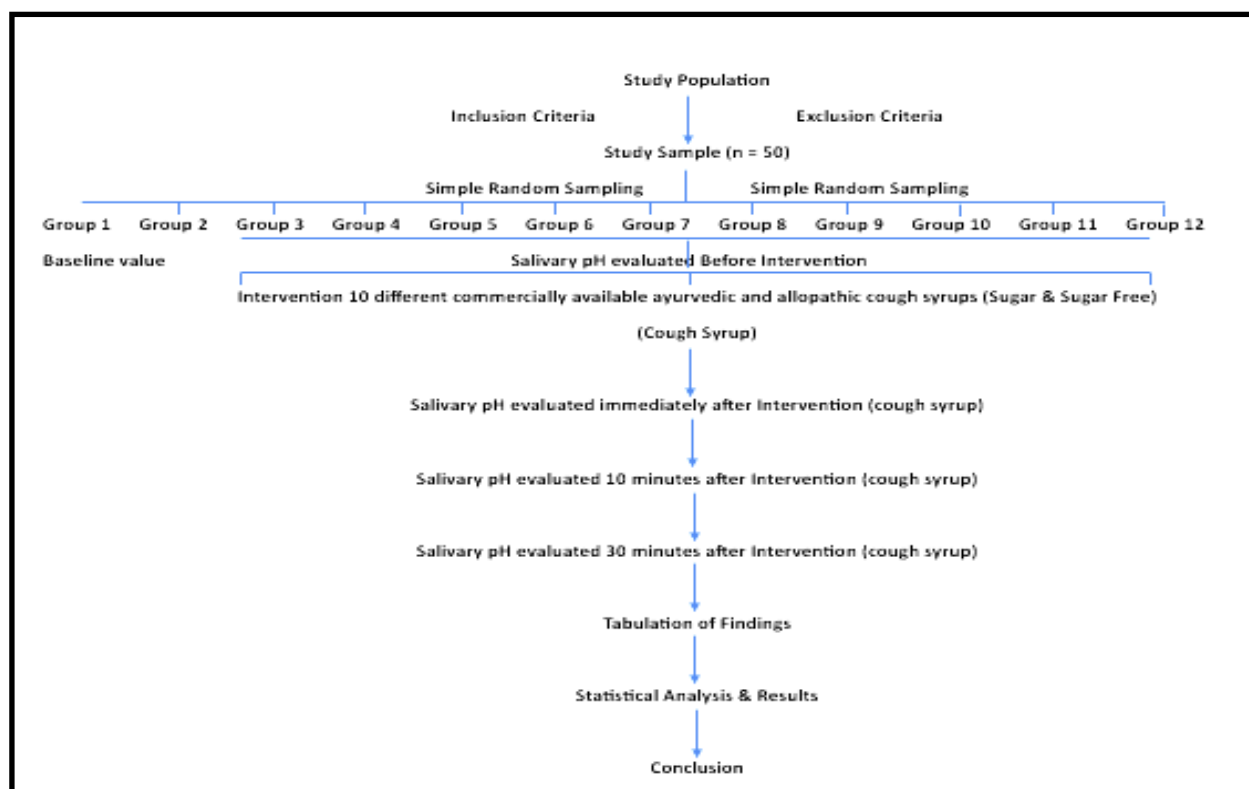 Study Population
Inclusion Criteria Exclusion Criteria
Study Sample (n = 50)
Simple Random Sampling Simple Random Sampling
Group 1 Group 2 Group 3 Group 4 Group 5 Group 6 Group 7 Group 8 Group 9 Group 10 Group 11 Group 12
Baseline value Salivary pH evaluated Before Intervention
Intervention 10 different commercially available ayurvedic and allopathic cough syrups (Sugar & Sugar Free)
(Cough Syrup)
Salivary pH evaluated immediately after Intervention (cough syrup)
Salivary pH evaluated 10 minutes after Intervention (cough syrup)
Salivary pH evaluated 30 minutes after Intervention (cough syrup)
Tabulation of Findings
Statistical Analysis & Results
Conclusion